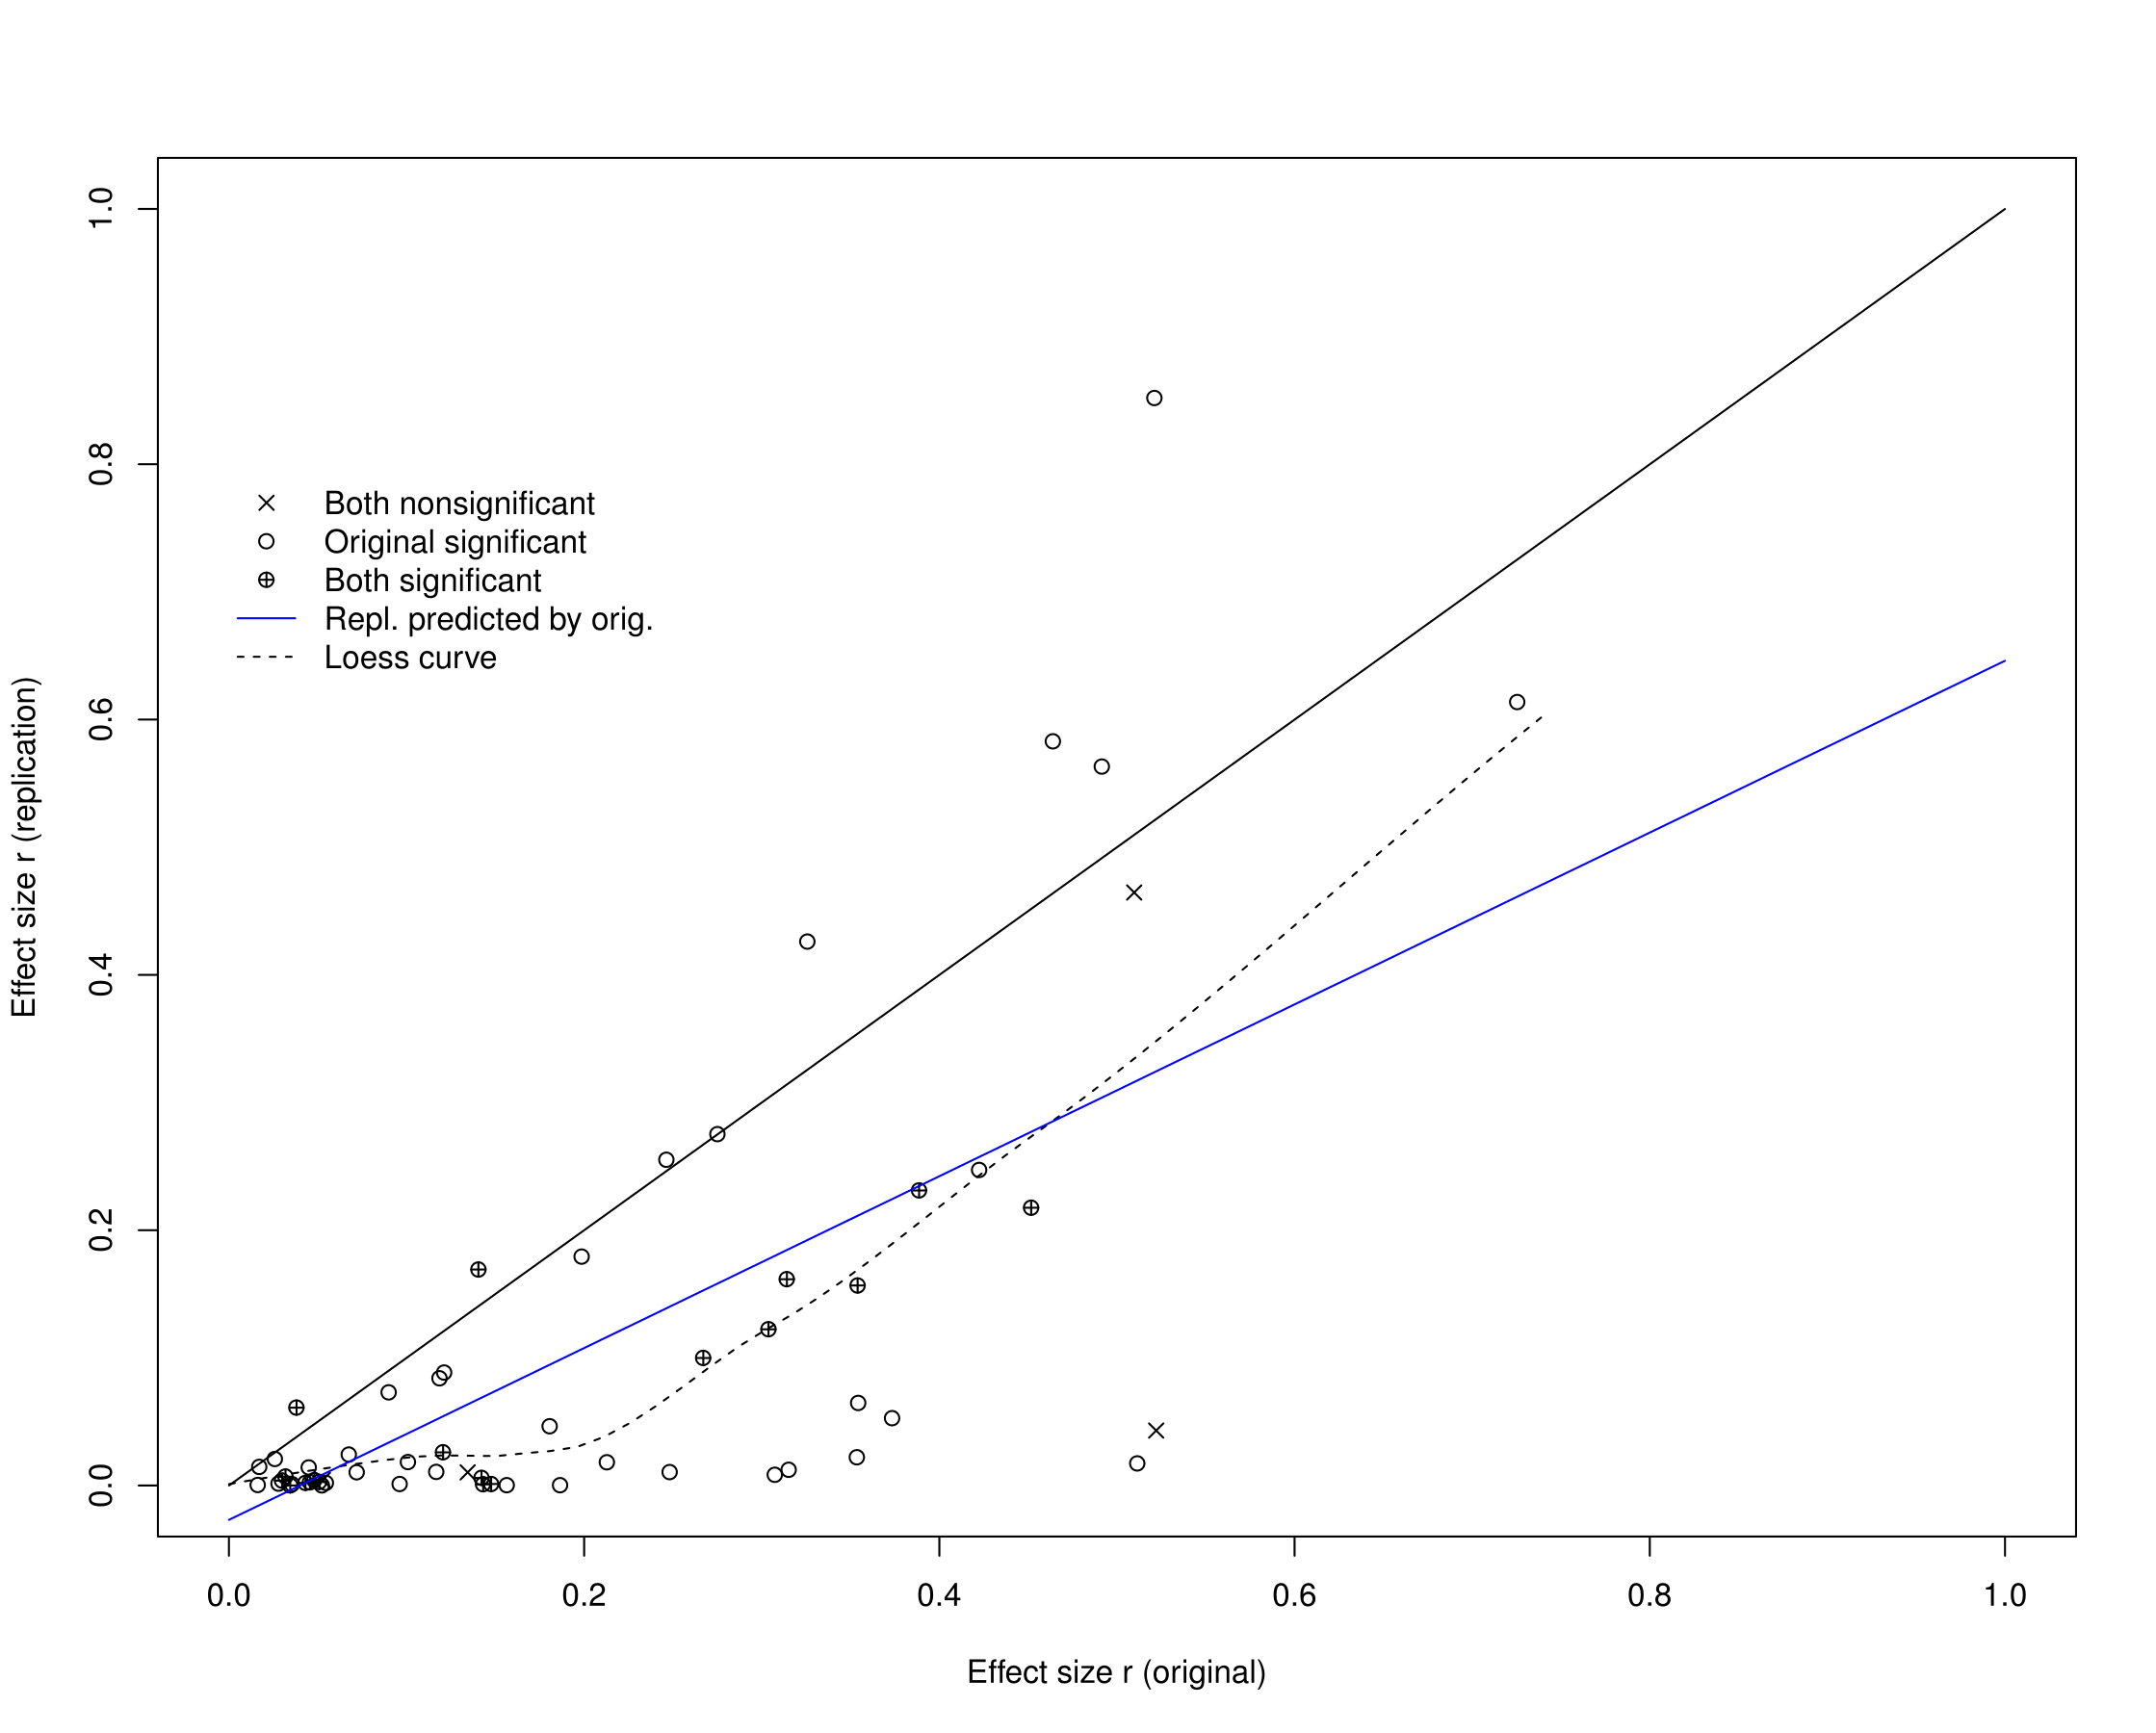 1.0
0.8
0.6
0.4
0.2
0.0
Effect size r (replication)
Both nonsignificant
Original significant
Both significant
Repl. predicted by orig.
Loess curve
0.0 0.2 0.4 0.6 0.8 1.0
Effect size r (original)